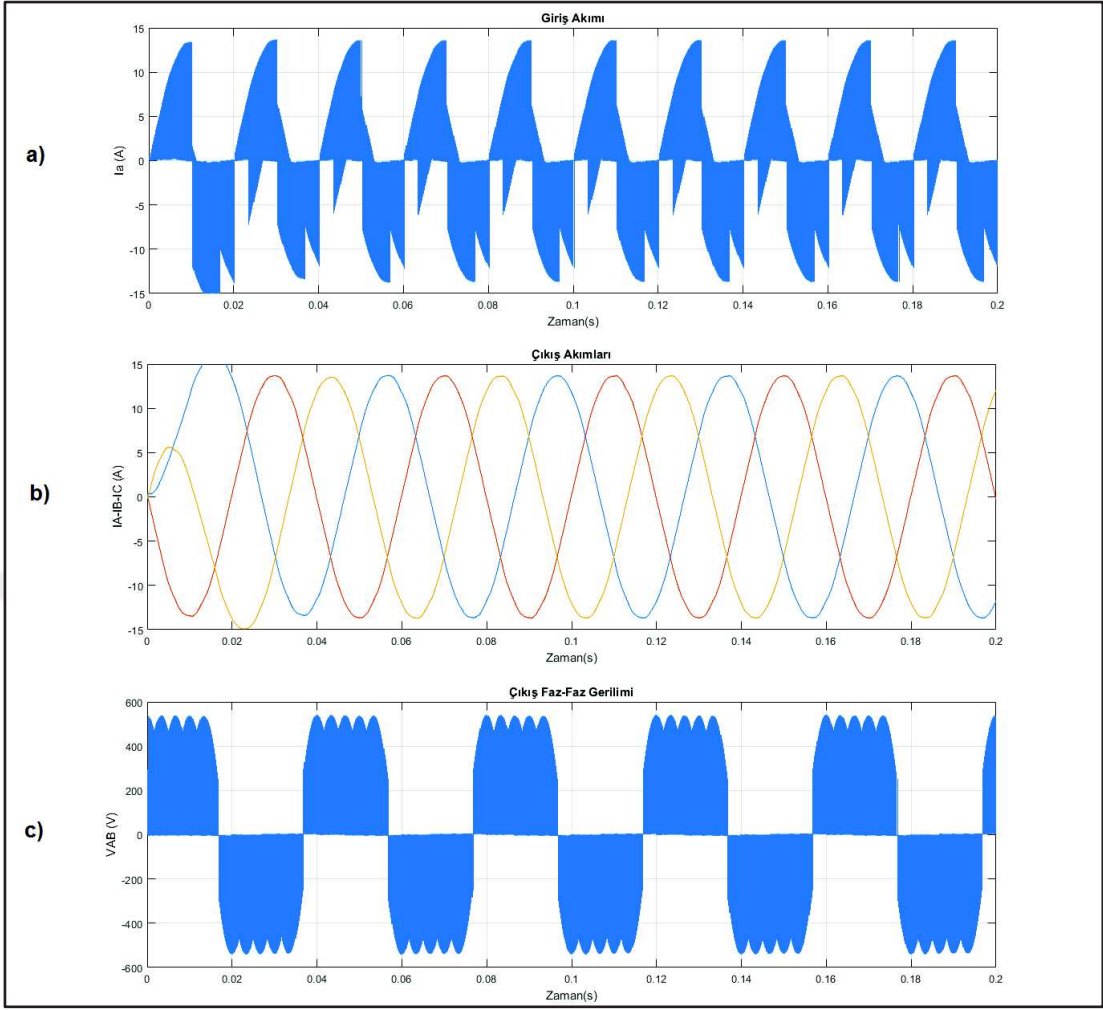 Giriş Akımı
15
10
5
0
-5
-10
-15
Ia (A)
a)
0 0.02 0.04 0.06 0.08 0.1 0.12 0.14 0.16 0.18 0.2
Zaman(s)
Çıkış Akımları
15
10
5
0
-5
-10
-15
IA-IB-IC (A)
b)
0 0.02 0.04 0.06 0.08 0.1 0.12 0.14 0.16 0.18 0.2
Zaman(s)
Çıkış Faz-Faz Gerilimi
600
400
200
0
-200
-400
-600
VAB (V)
c)
0 0.02 0.04 0.06 0.08 0.1 0.12 0.14 0.16 0.18 0.2
Zaman(s)